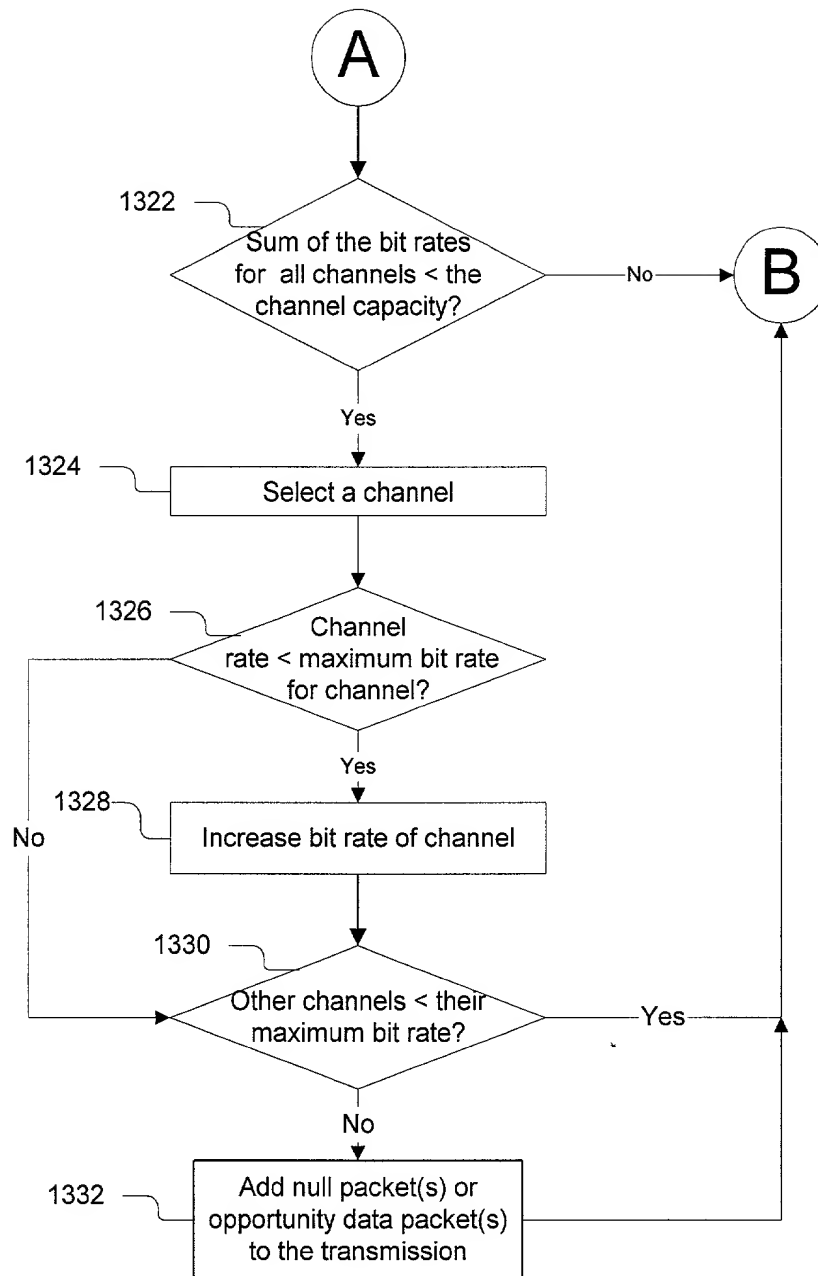 A
1322
Sum of the bit rates
for all channels < the
channel capacity?
No
B
Yes
1324
Select a channel
1326
Channel
rate < maximum bit rate
for channel?
Yes
1328
Increase bit rate of channel
No
1330
Other channels < their
maximum bit rate?
Yes
No
1332
Add null packet(s) or
opportunity data packet(s)
to the transmission